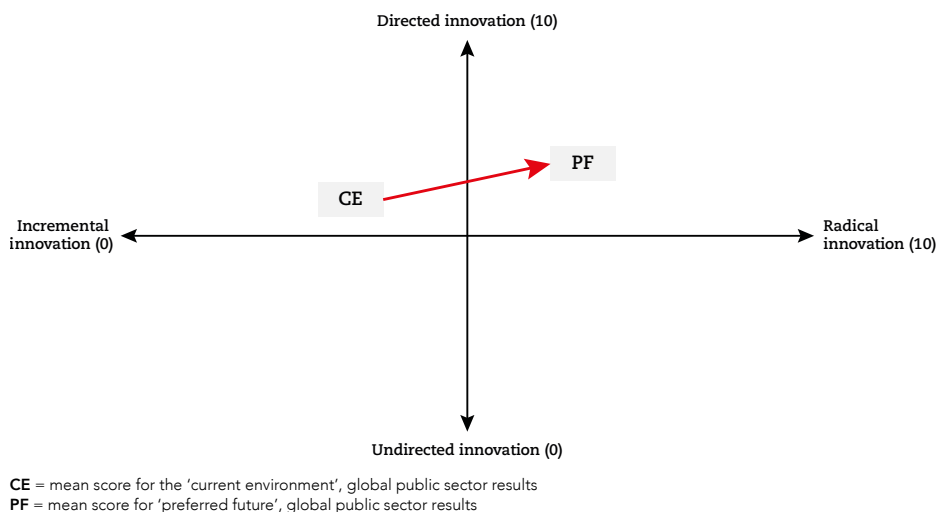 Directed innovation (10)
PF
CE
Incremental
innovation (0)
Radical
innovation (10)
Undirected innovation (0)
CE = mean score for the ‘current environment’, global public sector results
PF = mean score for ‘preferred future’, global public sector results